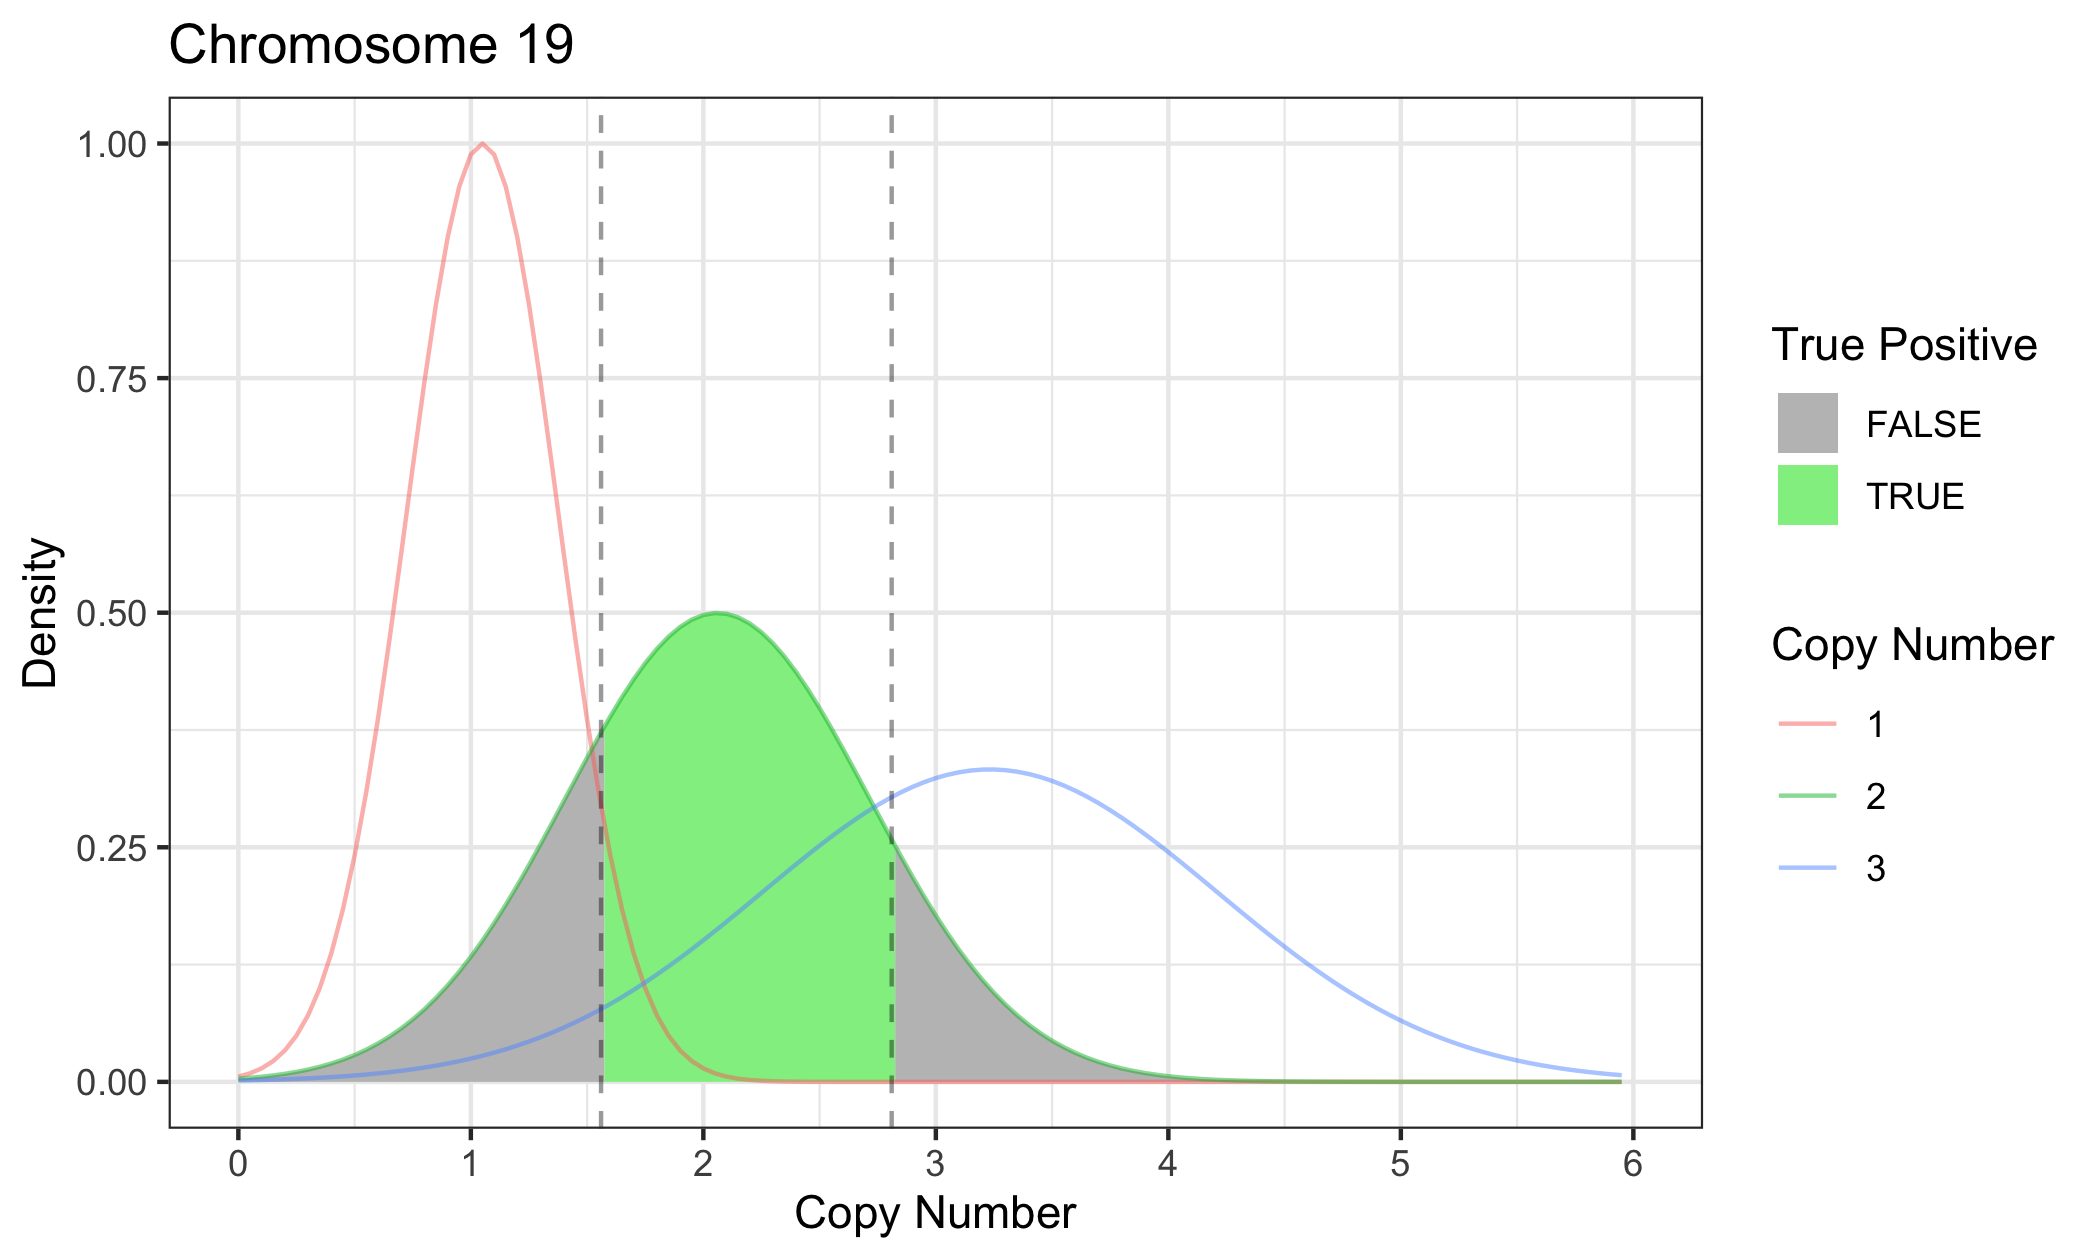 Chromosome 19
1.00
0.75
0.50
0.25
0.00
Density
0 1 2 3 4 5 6
Copy Number
True Positive
FALSE
TRUE
Copy Number
1
2
3